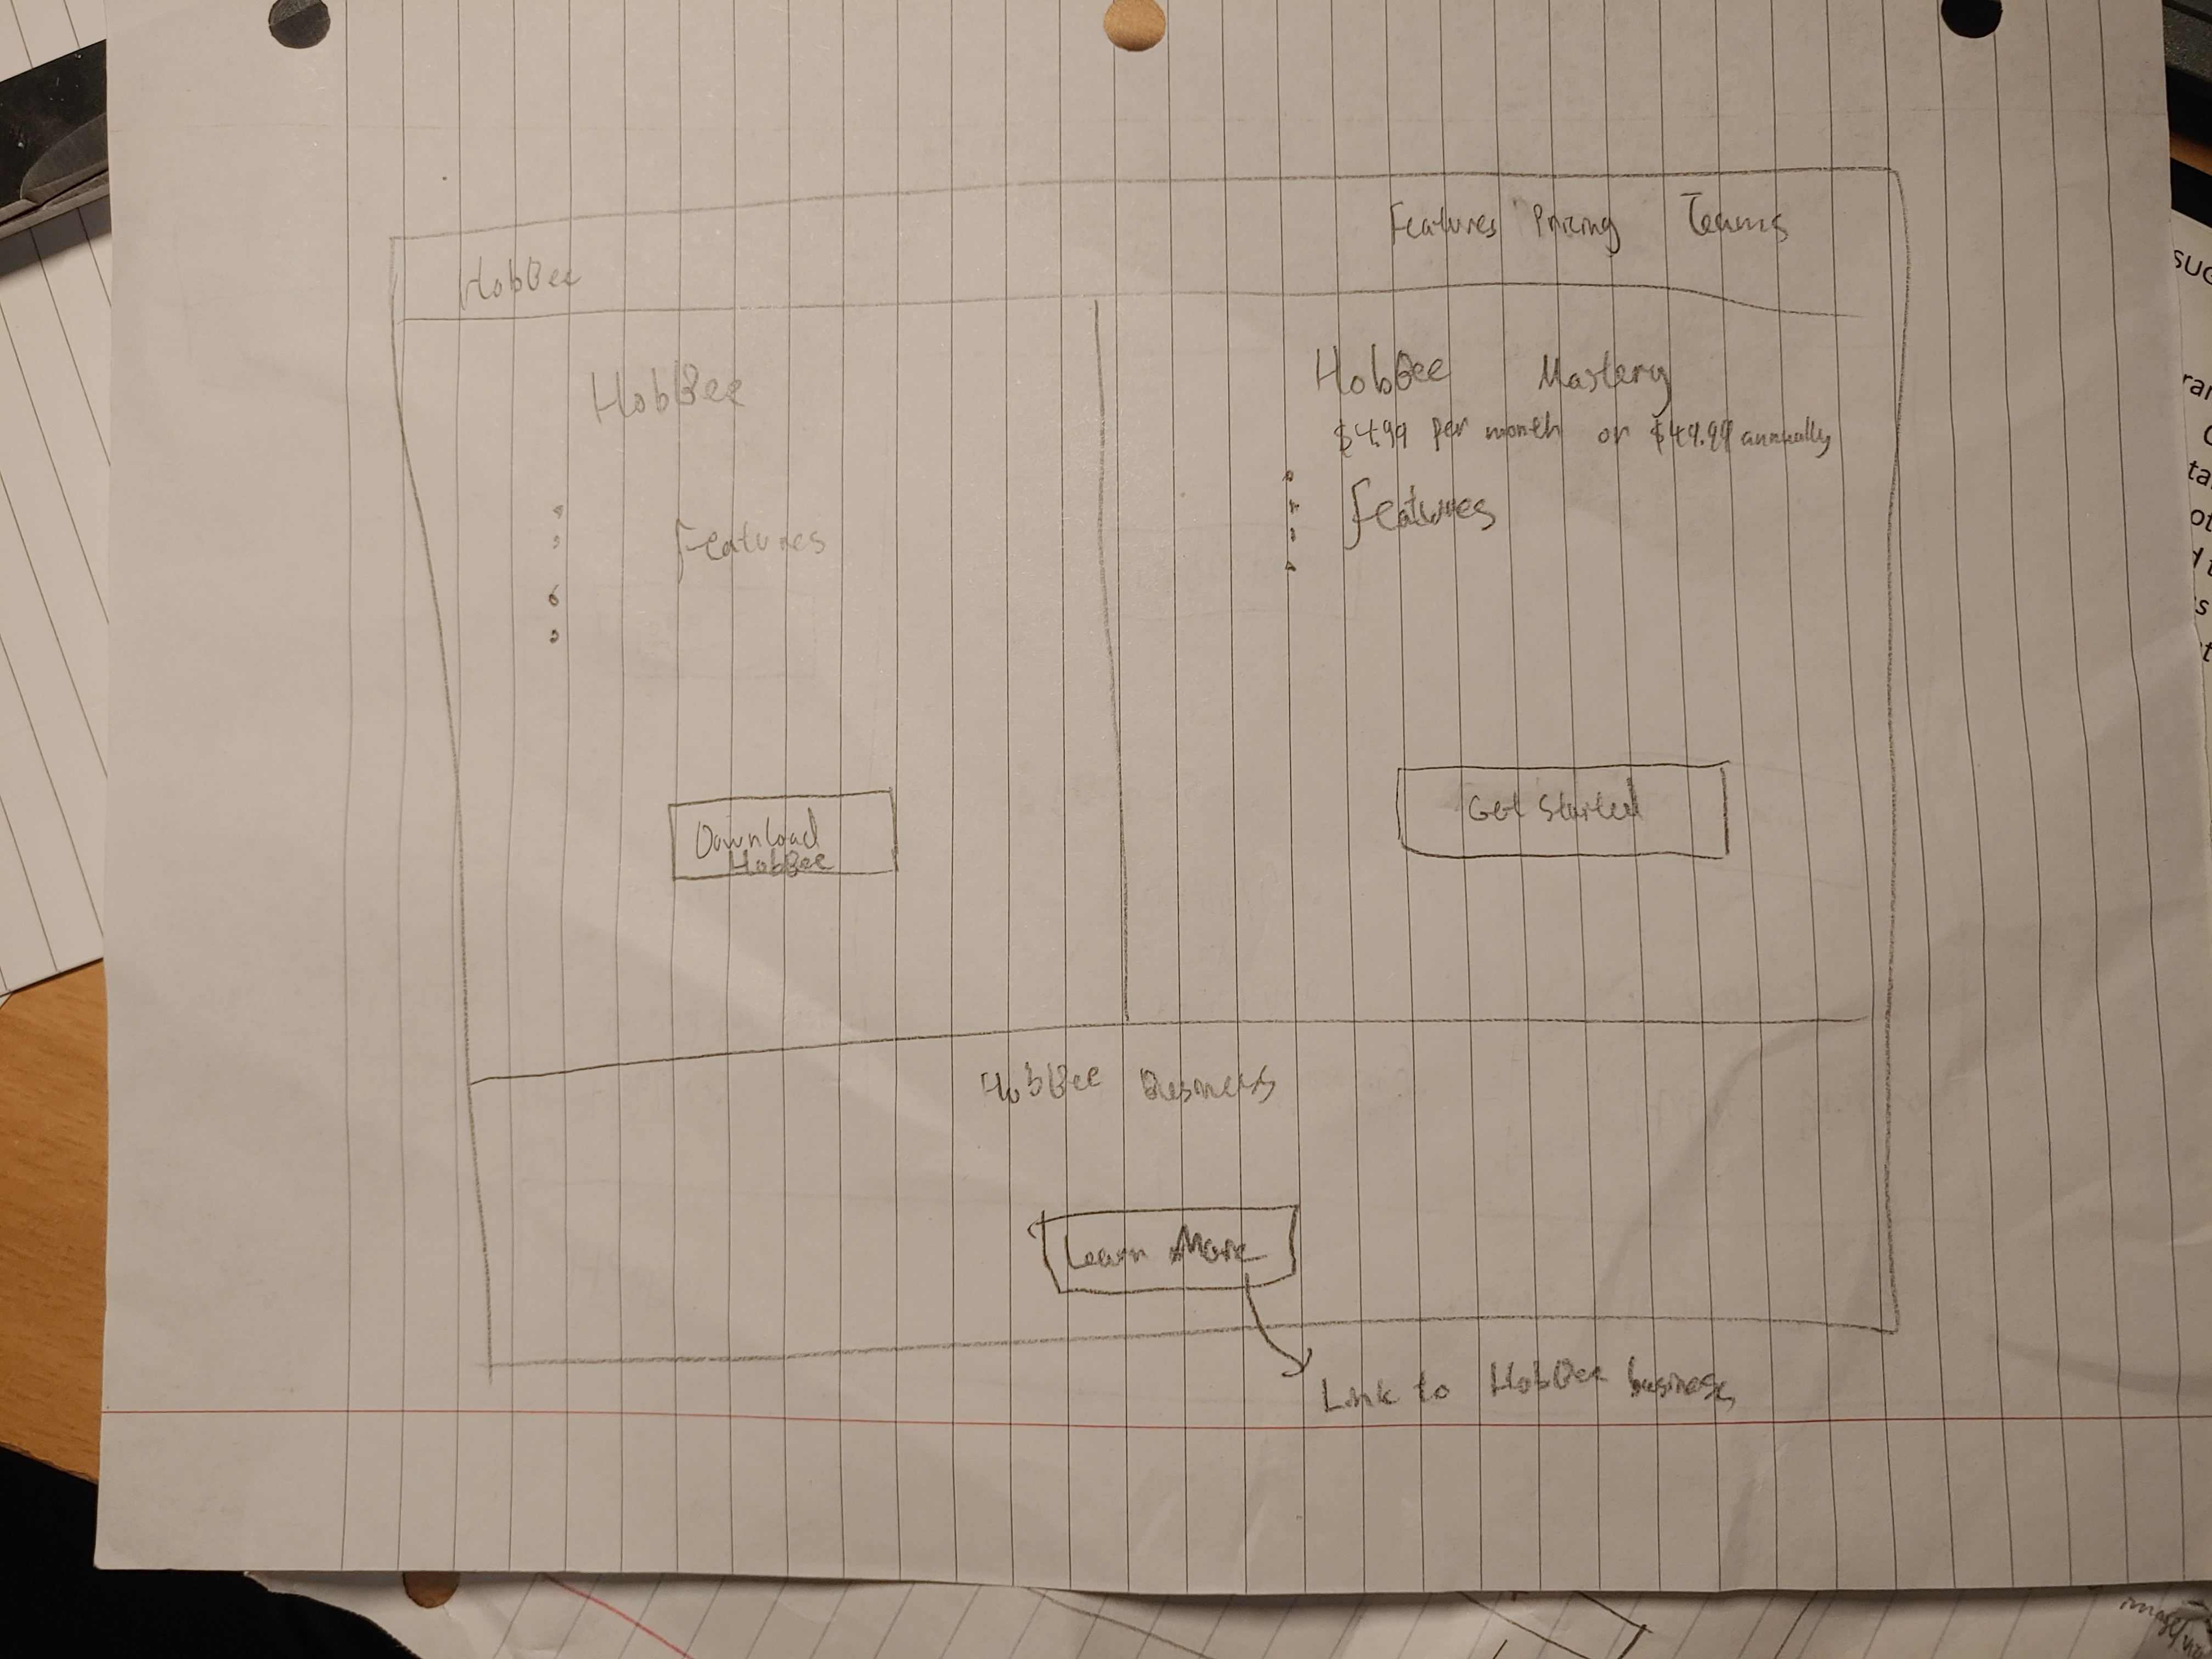 HobBee
Features Pricing Teams
HobBee
Features
Download
HobBee
HobBee Mastery
$4.99 per month or $49.99 annually
Features
Get Started
HobBee Business
Learn More
Link to HobBee business